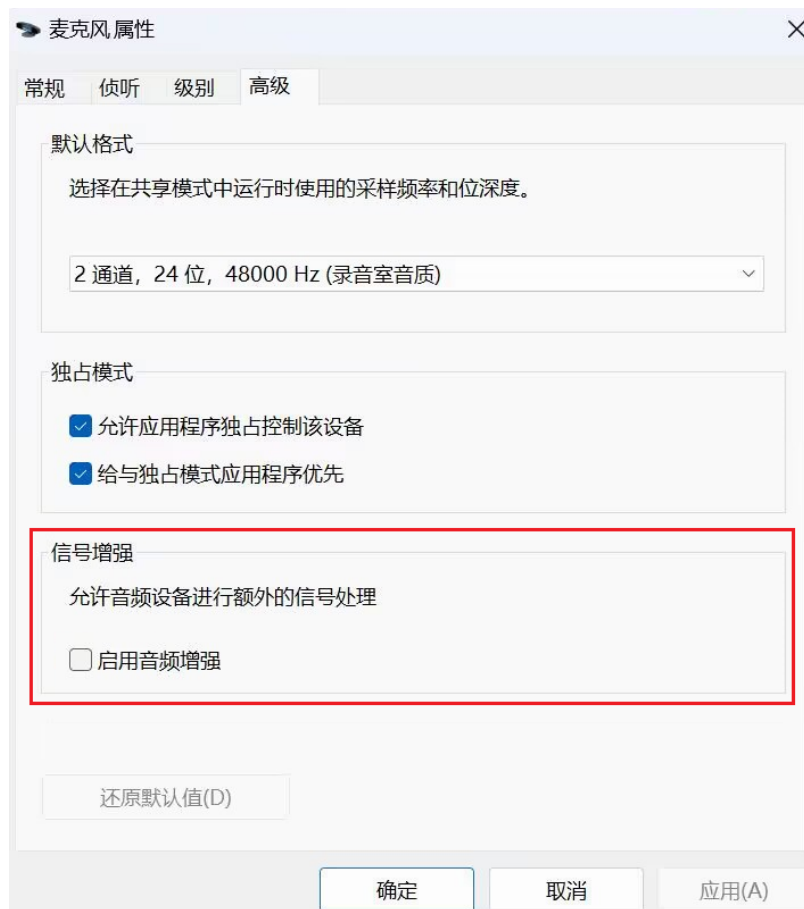 麦克风属性
常规 侦听 级别 高级
默认格式
选择在共享模式中运行时使用的采样频率和位深度。
2 通道，24 位，48000 Hz (录音室音质)
独占模式
允许应用程序独占控制该设备
给与独占模式应用程序优先
信号增强
允许音频设备进行额外的信号处理
启用音频增强
还原默认值(D)
确定 取消 应用(A)